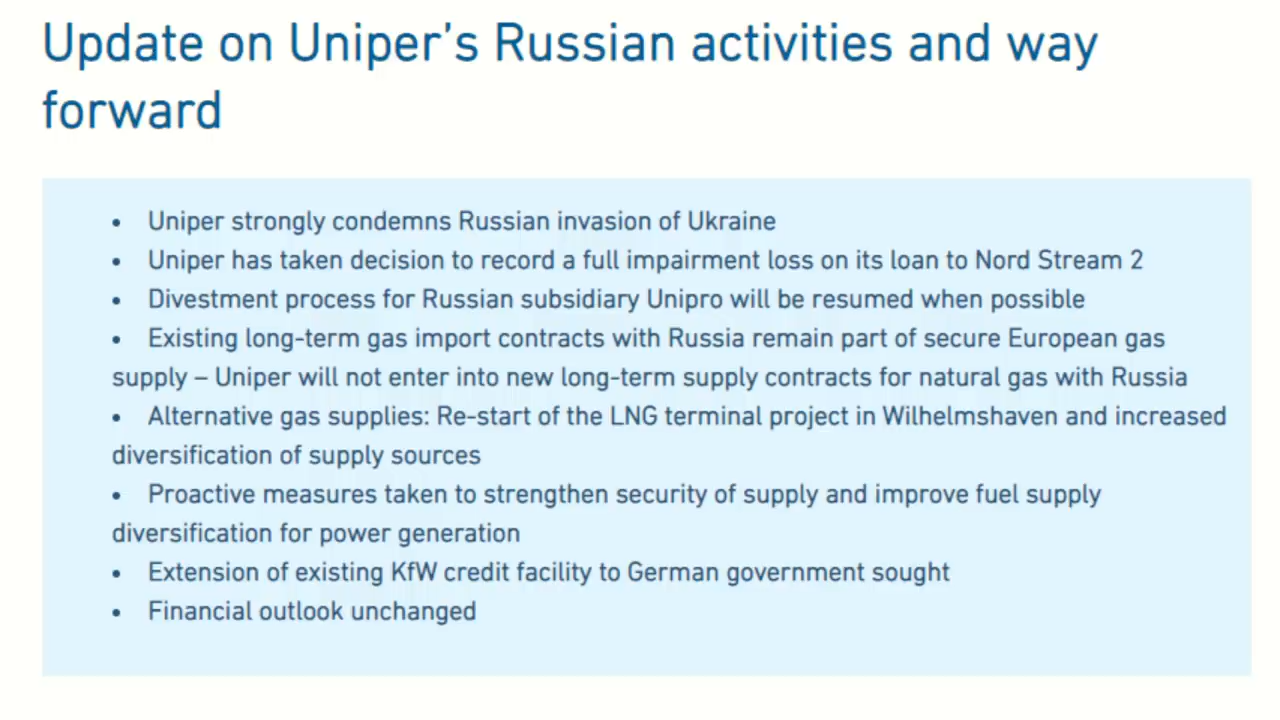 Update on Uniper's Russian activities and way
forward
• Uniper strongly condemns Russian invasion of Ukraine
• Uniper has taken decision to record a full impairment loss on its loan to Nord Stream 2
• Divestment process for Russian subsidiary Unipro will be resumed when possible
• Existing long-term gas import contracts with Russia remain part of secure European gas
supply – Uniper will not enter into new long-term supply contracts for natural gas with Russia
• Alternative gas supplies: Re-start of the LNG terminal project in Wilhelmshaven and increased
diversification of supply sources
• Proactive measures taken to strengthen security of supply and improve fuel supply
diversification for power generation
• Extension of existing KfW credit facility to German government sought
• Financial outlook unchanged